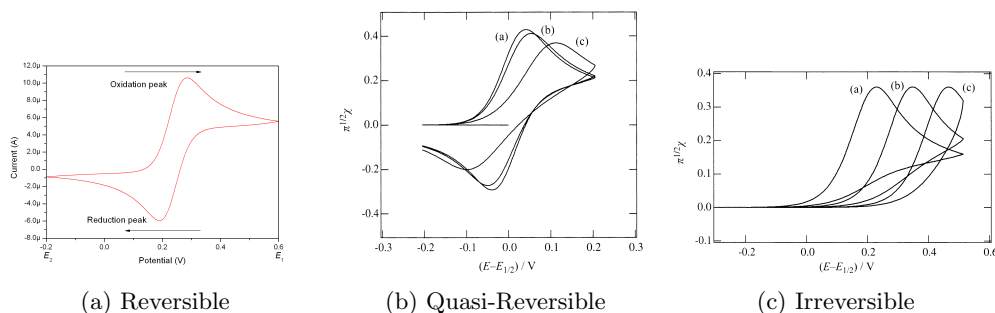 12.0µ
10.0µ
8.0µ
6.0µ
4.0µ
2.0µ
0.0
-2.0µ
-4.0µ
-6.0µ
-8.0µ
Current (A)
Oxidation peak
Reduction peak
-0.2 0.0 0.2 0.4 0.6
E2 Potential (V) E1
(a) Reversible
0.4
0.2
0.0
-0.2
-0.4
π1/2χ
(a) (b) (c)
-0.3 -0.2 -0.1 0.0 0.1 0.2 0.3
(E–E1/2) / V
(b) Quasi-Reversible
0.4
0.3
0.2
0.1
0.0
-0.1
π1/2χ
(a) (b) (c)
-0.2 0.0 0.2 0.4 0.6
(E–E1/2) / V
(c) Irreversible